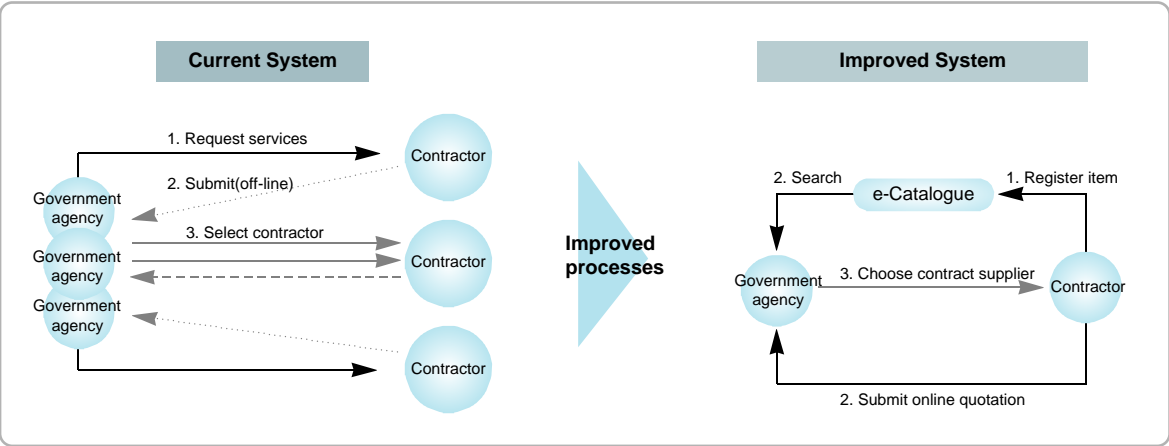 Current System
1. Request services
Contractor
2. Submit(off-line)
Government
agency
3. Select contractor
Government
agency
Contractor
Government
agency
Contractor
Improved
processes
Improved System
2. Search
e-Catalogue
1. Register item
Government
agency
3. Choose contract supplier
Contractor
2. Submit online quotation